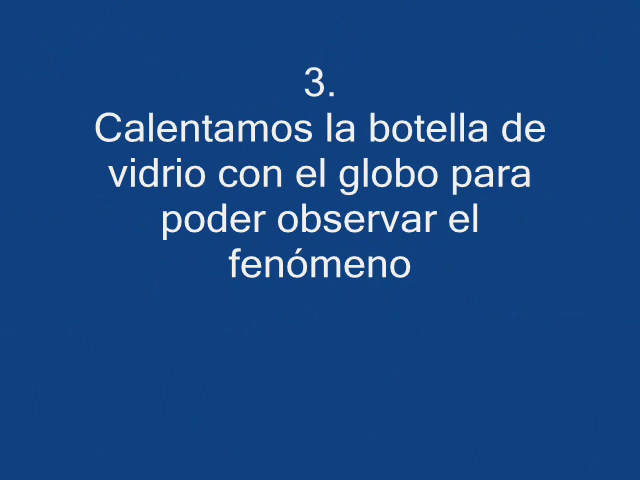 3.
Calentamos la botella de
vidrio con el globo para
poder observar el
fenómeno